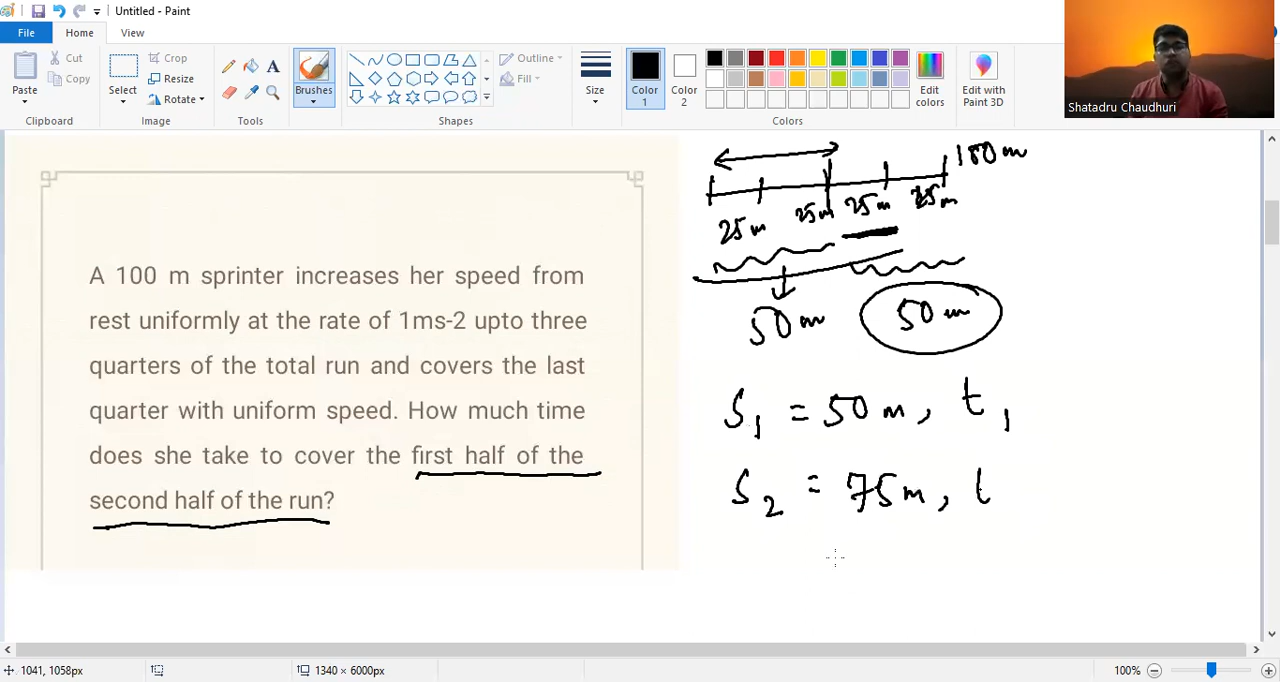 Untitled - Paint
File
Home
View
Paste
Cut
Copy
Clipboard
Select
Crop
Resize
Rotate
Image
A
Tools
Brushes
Shapes
Outline
Fill
Size
Color 1
Color 2
Edit colors
Edit with Paint 3D
Colors
Shatadru Chaudhuri
A 100 m sprinter increases her speed from
rest uniformly at the rate of 1ms-2 upto three
quarters of the total run and covers the last
quarter with uniform speed. How much time
does she take to cover the first half of the
second half of the run?
100 m
25 m 25 m 25 m 25 m
50 m 50 m
S1 = 50 m, t1
S2 = 75 m, t
1041, 1058px
1340 × 6000px
100%